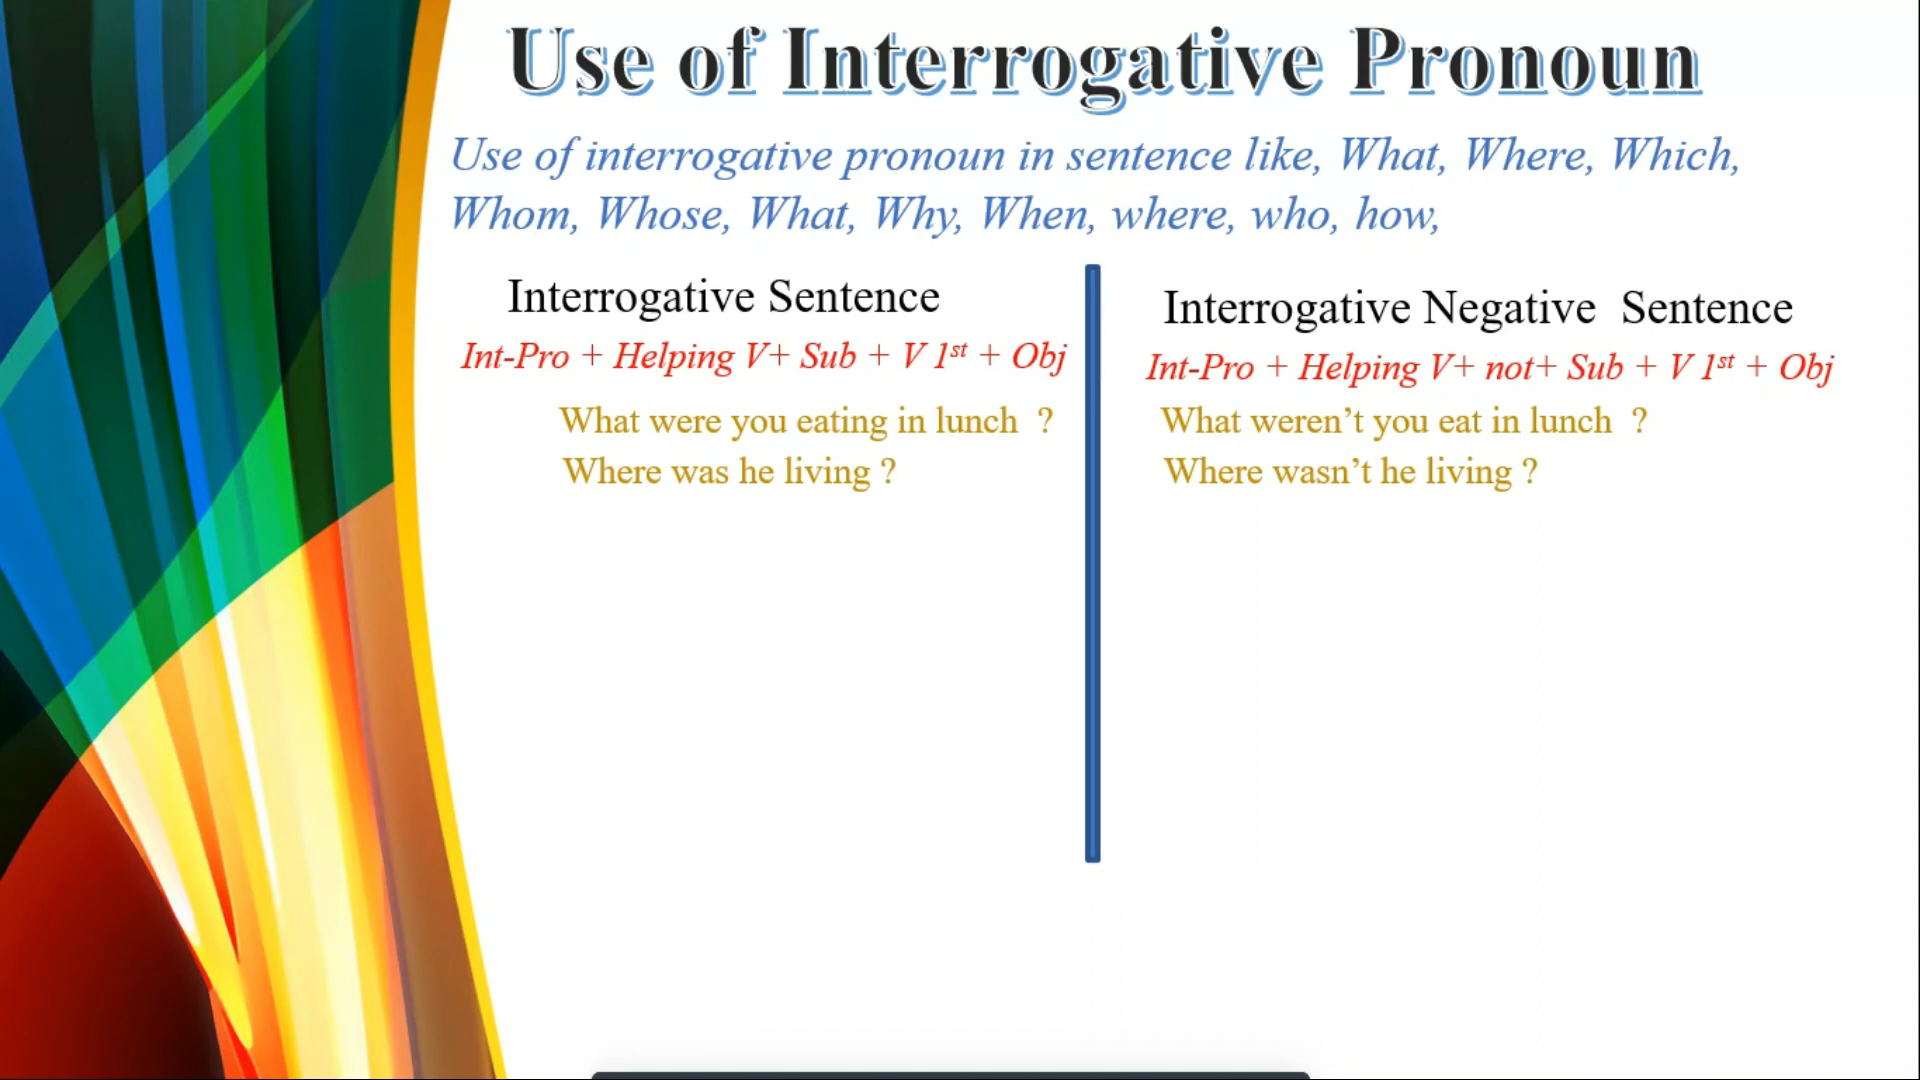 Use of Interrogative Pronoun
Use of interrogative pronoun in sentence like, What, Where, Which,
Whom, Whose, What, Why, When, where, who, how,
Interrogative Sentence
Int-Pro + Helping V+ Sub + V 1st + Obj
What were you eating in lunch ?
Where was he living ?
Interrogative Negative Sentence
Int-Pro + Helping V+ not+ Sub + V 1st + Obj
What weren’t you eat in lunch ?
Where wasn’t he living ?